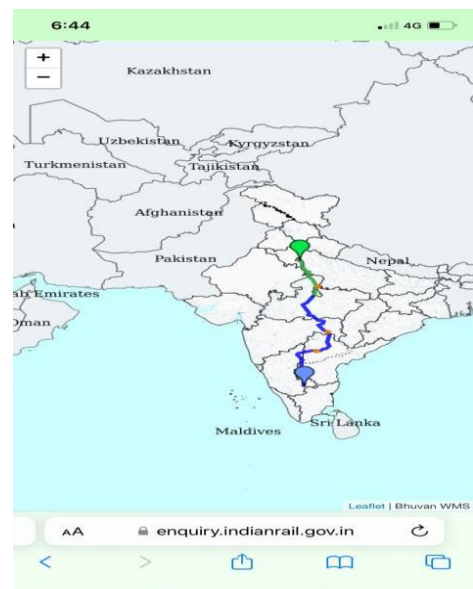 6:44
4G
+
−
Kazakhstan
Uzbekistan
Kyrgyzstan
Turkmenistan
Tajikistan
Afghanistan
Pakistan
Nepal
ab Emirates
Oman
Sri Lanka
Maldives
Leaflet | Bhuvan WMS
AA
enquiry.indianrail.gov.in